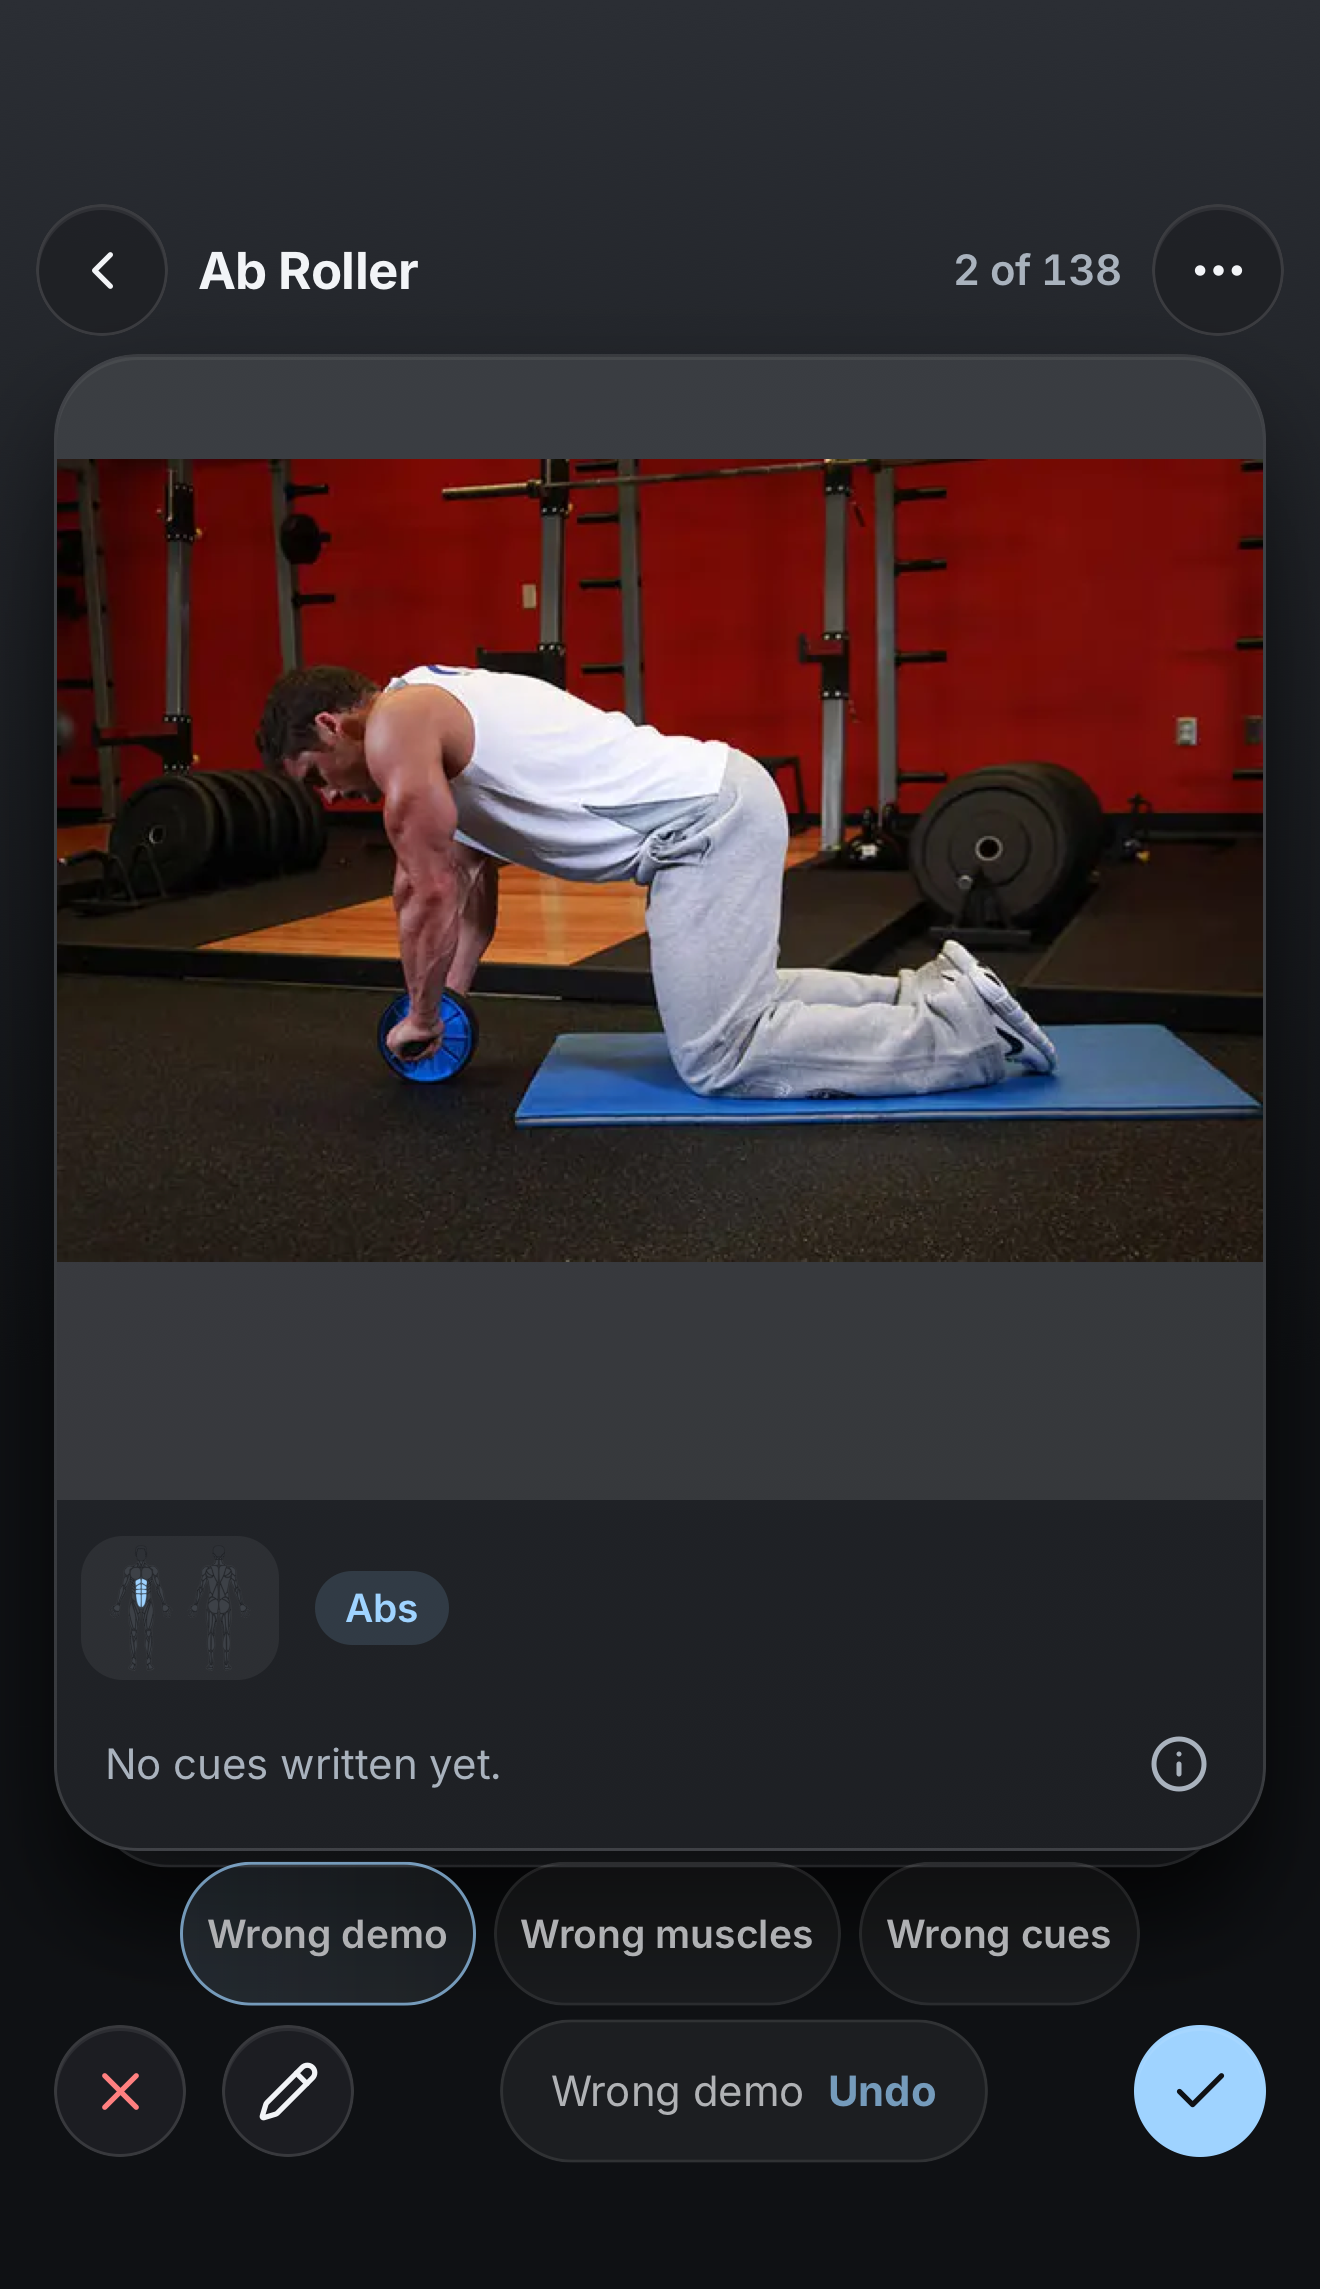 Ab Roller
2 of 138
Abs
No cues written yet.
Wrong demo
Wrong muscles
Wrong cues
Wrong demo Undo